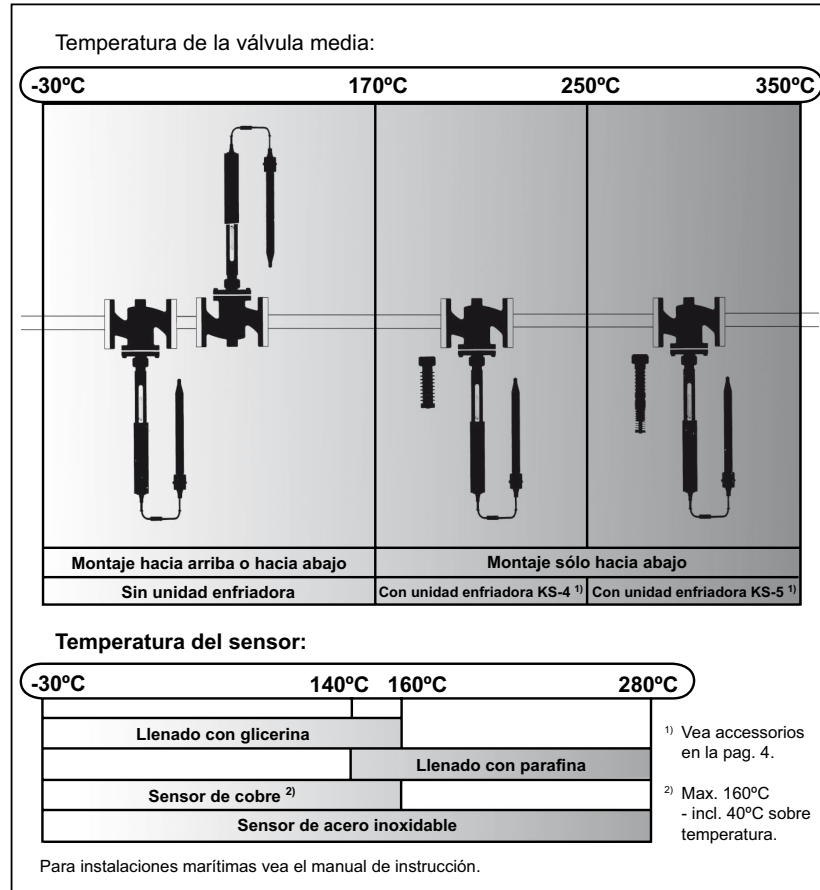 Temperatura de la válvula media:
-30ºC 170ºC 250ºC 350ºC
Montaje hacia arriba o hacia abajo Montaje sólo hacia abajo
Sin unidad enfriadora Con unidad enfriadora KS-4 ¹⁾ Con unidad enfriadora KS-5 ¹⁾
Temperatura del sensor:
-30ºC 140ºC 160ºC 280ºC
Llenado con glicerina
Llenado con parafina
Sensor de cobre ²⁾
Sensor de acero inoxidable
¹⁾ Vea accessorios
en la pag. 4.
²⁾ Max. 160ºC
- incl. 40ºC sobre
temperatura.
Para instalaciones marítimas vea el manual de instrucción.